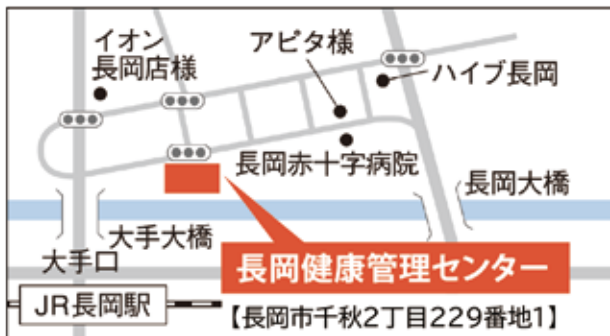 イオン
長岡店様
アピタ様
ハイブ長岡
長岡赤十字病院
長岡大橋
大手大橋
大手口
長岡健康管理センター
JR長岡駅
【長岡市千秋2丁目229番地1】